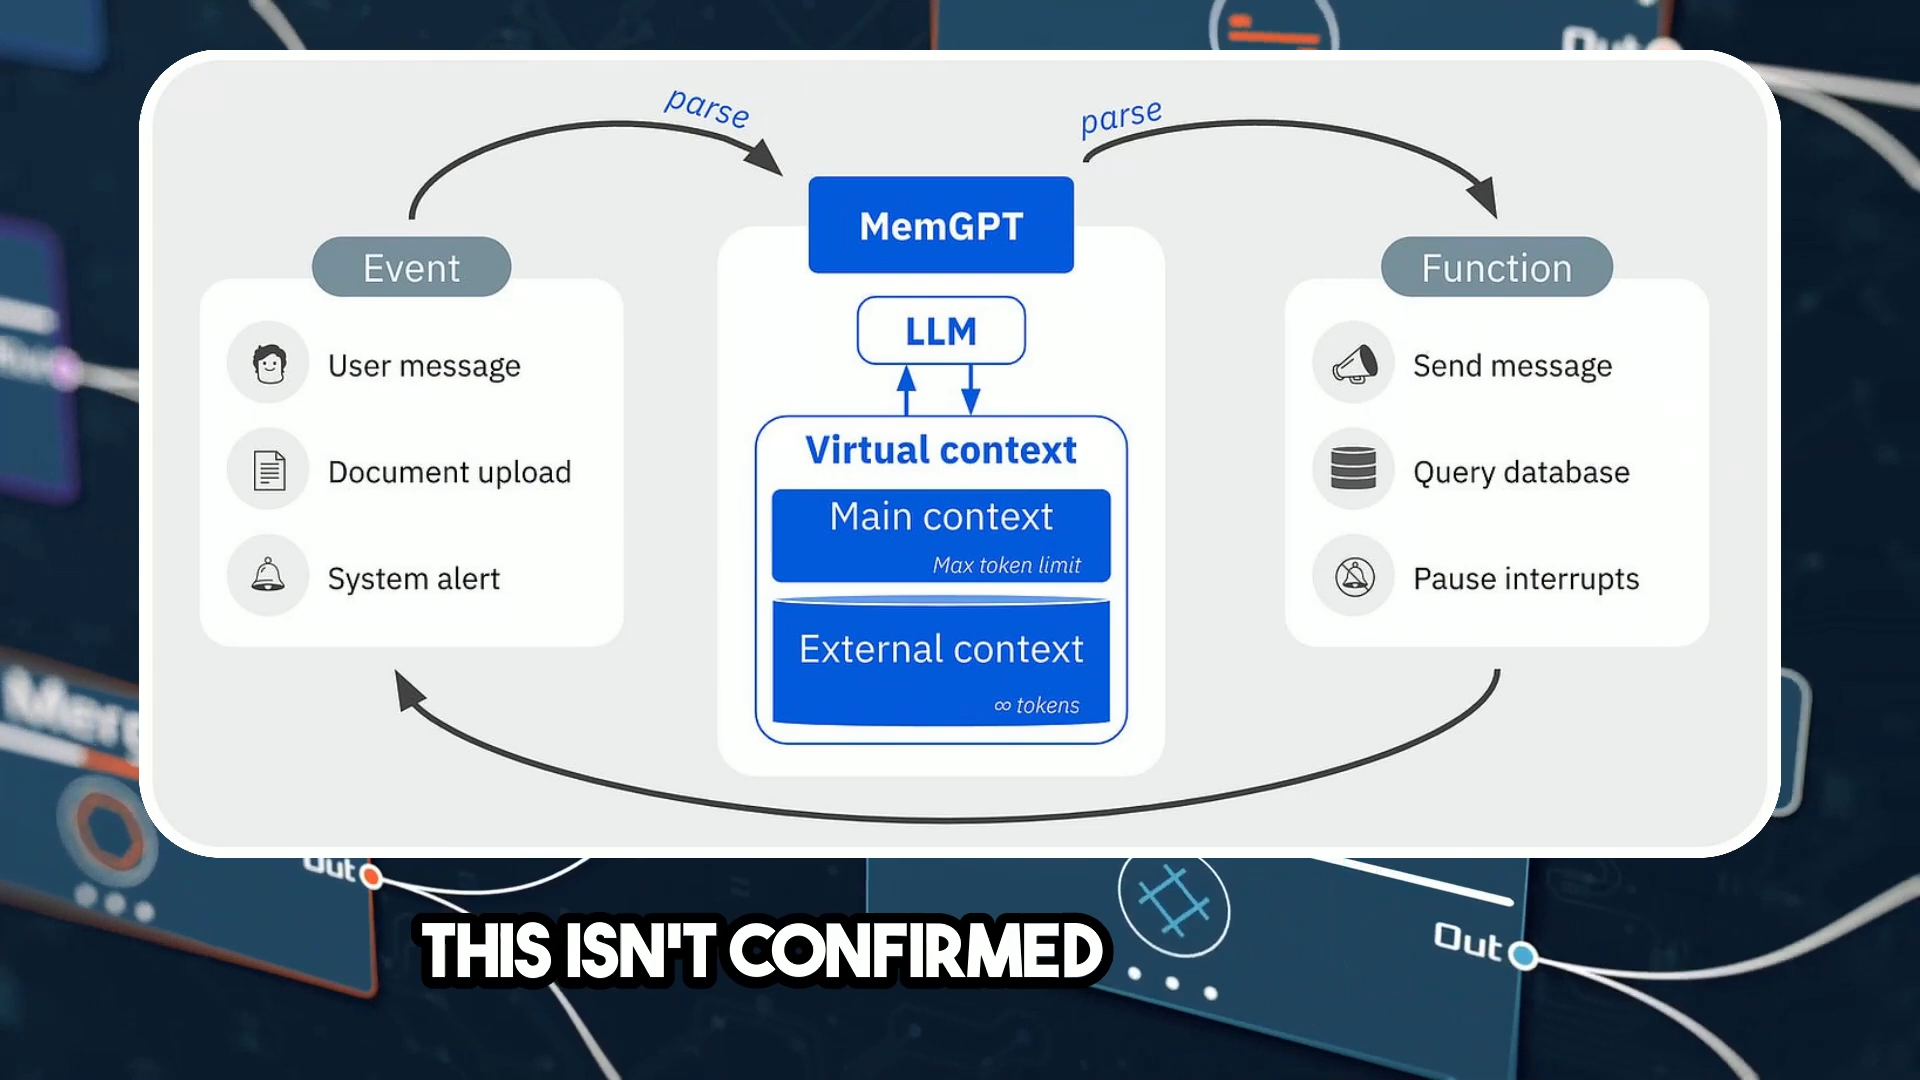 parse
parse
MemGPT
Event
User message
Document upload
System alert
LLM
Virtual context
Main context
Max token limit
External context
∞ tokens
Function
Send message
Query database
Pause interrupts
Out
Out
Out
THIS ISN'T CONFIRMED